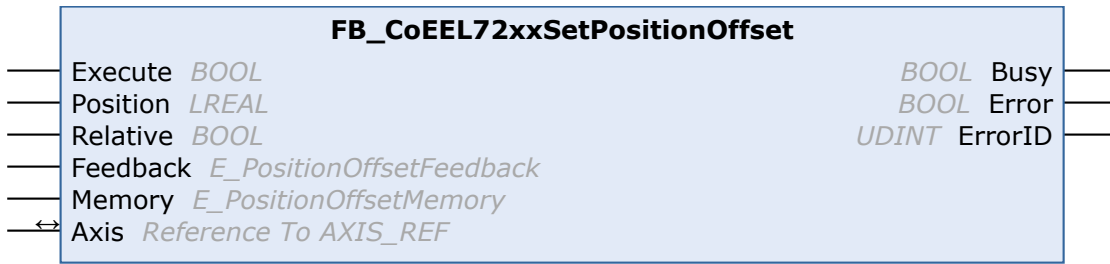 FB_CoEEL72xxSetPositionOffset
Execute BOOL BOOL Busy
Position LREAL BOOL Error
Relative BOOL UDINT ErrorID
Feedback E_PositionOffsetFeedback
Memory E_PositionOffsetMemory
↔ Axis Reference To AXIS_REF